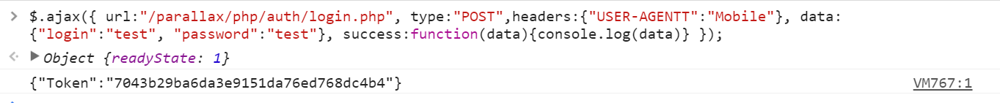 $.ajax({ url:"/parallax/php/auth/login.php", type:"POST",headers:{"USER-AGENTT":"Mobile"}, data:
{"login":"test", "password":"test"}, success:function(data){console.log(data)} });
Object {readyState: 1}
{"Token":"7043b29ba6da3e9151da76ed768dc4b4"} VM767:1